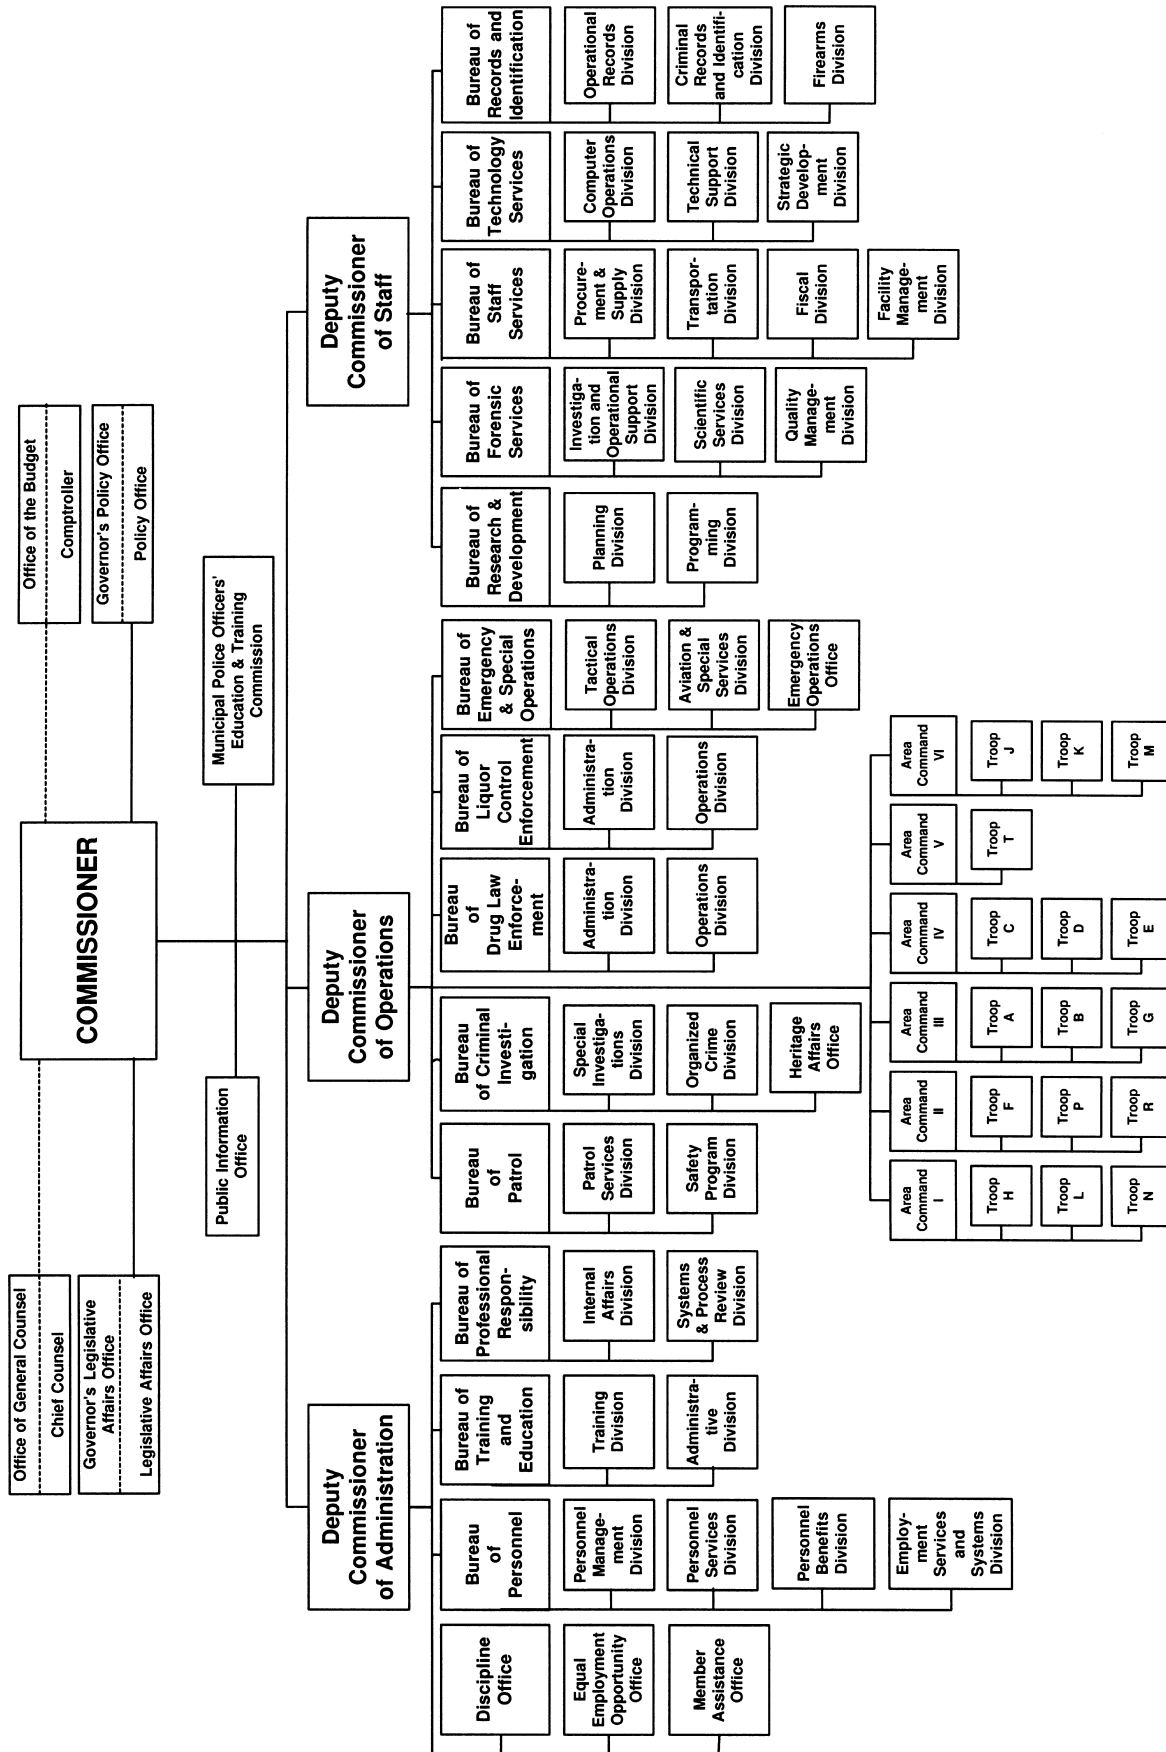 Office of General Counsel
Chief Counsel
Governor's Legislative
Affairs Office
Legislative Affairs Office
COMMISSIONER
Office of the Budget
Comptroller
Governor's Policy Office
Policy Office
Public Information
Office
Municipal Police Officers'
Education & Training
Commission
Deputy
Commissioner
of Administration
Deputy
Commissioner
of Operations
Deputy
Commissioner
of Staff
Discipline
Office
Equal
Employment
Opportunity
Office
Member
Assistance
Office
Bureau
of
Personnel
Personnel
Manage-
ment
Division
Personnel
Services
Division
Personnel
Benefits
Division
Employ-
ment
Services
and
Systems
Division
Bureau of
Training
and
Education
Training
Division
Administra-
tive
Division
Bureau of
Professional
Respon-
sibility
Internal
Affairs
Division
Systems
& Process
Review
Division
Bureau
of
Patrol
Patrol
Services
Division
Safety
Program
Division
Bureau
of Criminal
Investi-
gation
Special
Investiga-
tions
Division
Organized
Crime
Division
Heritage
Affairs
Office
Bureau
of
Drug Law
Enforce-
ment
Administra-
tion
Division
Operations
Division
Bureau of
Liquor
Control
Enforcement
Administra-
tion
Division
Operations
Division
Bureau of
Emergency
& Special
Operations
Tactical
Operations
Division
Aviation &
Special
Services
Division
Emergency
Operations
Office
Bureau of
Research &
Development
Planning
Division
Program-
ming
Division
Bureau of
Forensic
Services
Investiga-
tion and
Operational
Support
Division
Scientific
Services
Division
Quality
Manage-
ment
Division
Bureau of
Staff
Services
Procure-
ment &
Supply
Division
Transpor-
tation
Division
Fiscal
Division
Facility
Manage-
ment
Division
Bureau of
Technology
Services
Computer
Operations
Division
Technical
Support
Division
Strategic
Develop-
ment
Division
Bureau of
Records and
Identification
Operational
Records
Division
Criminal
Records
and Identifi-
cation
Division
Firearms
Division
Area
Command
I
Troop
H
Troop
L
Troop
N
Area
Command
II
Troop
F
Troop
P
Troop
R
Area
Command
III
Troop
A
Troop
B
Troop
G
Area
Command
IV
Troop
C
Troop
D
Troop
E
Area
Command
V
Troop
T
Area
Command
VI
Troop
J
Troop
K
Troop
M